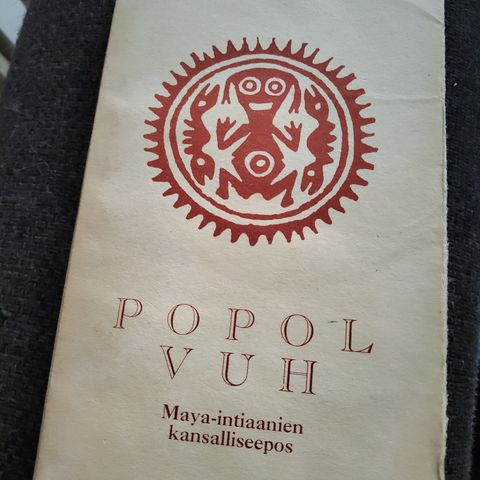 POPOL
VUH
Maya-intiaanien
kansalliseepos